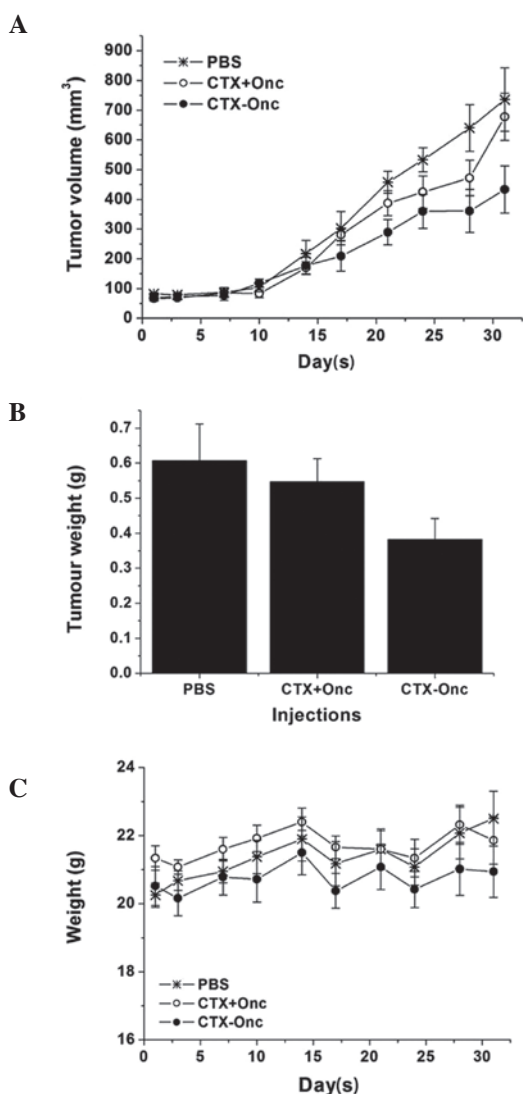 A
900
800
700
600
500
400
300
200
100
0
Tumor volume (mm³)
PBS
CTX+Onc
CTX-Onc
0 5 10 15 20 25 30
Day(s)
B
0.7
0.6
0.5
0.4
0.3
0.2
0.1
0.0
Tumour weight (g)
PBS CTX+Onc CTX-Onc
Injections
C
24
22
20
18
16
Weight (g)
PBS
CTX+Onc
CTX-Onc
0 5 10 15 20 25 30
Day(s)